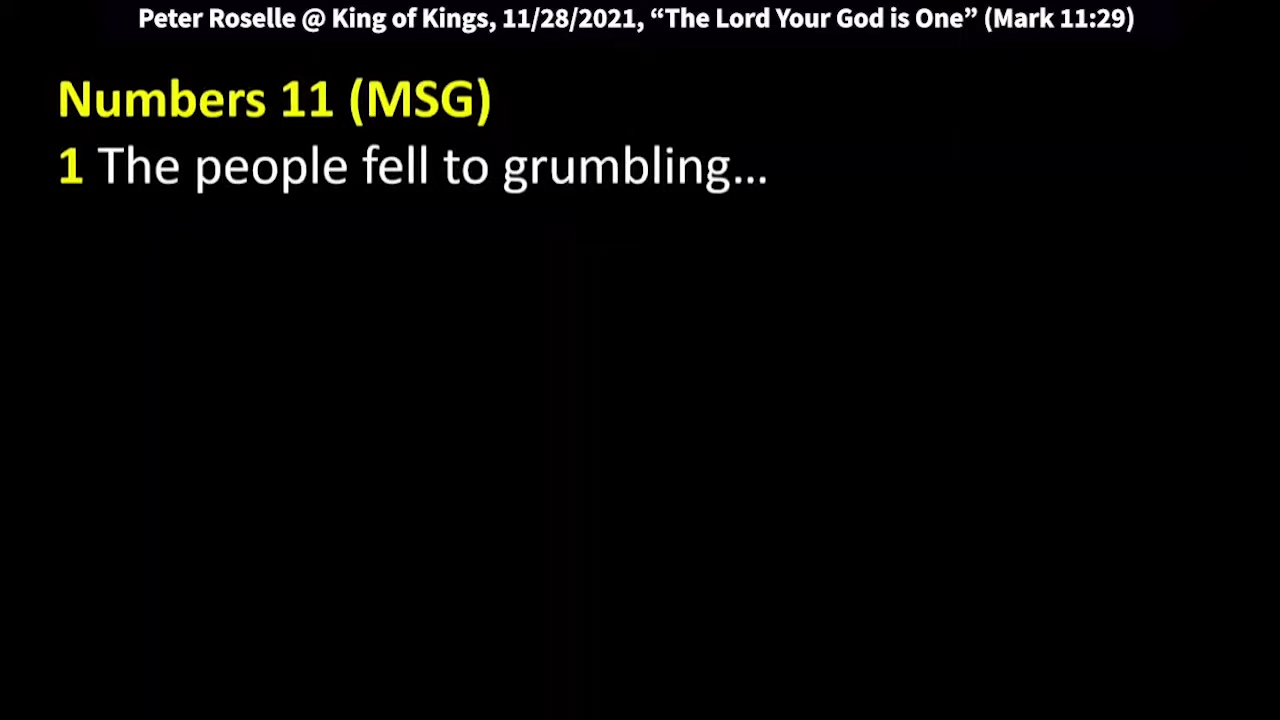 Peter Roselle @ King of Kings, 11/28/2021, “The Lord Your God is One” (Mark 11:29)
Numbers 11 (MSG)
1 The people fell to grumbling…